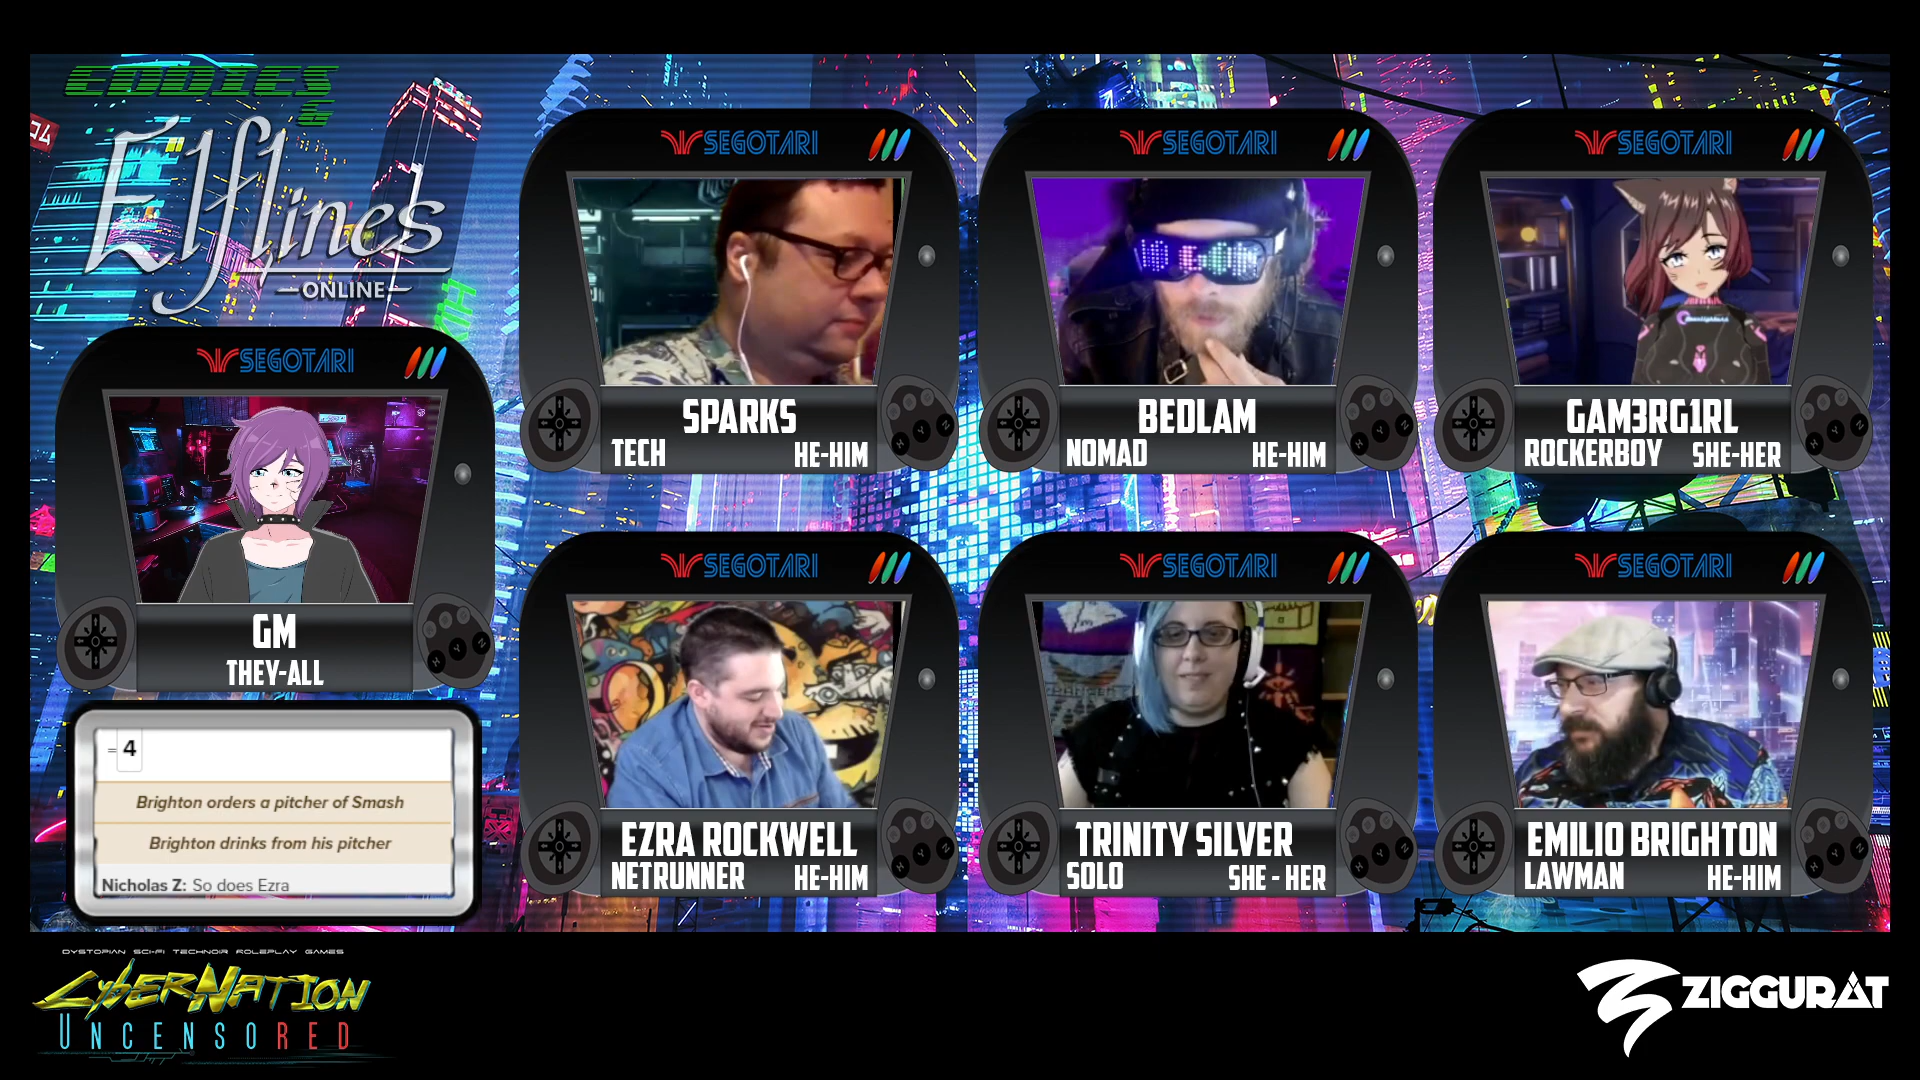 EDDIES
&
Elflines
ONLINE
SEGOTARI
GM
THEY-ALL
= 4
Brighton orders a pitcher of Smash
Brighton drinks from his pitcher
Nicholas Z: So does Ezra
SEGOTARI
SPARKS
TECH HE-HIM
SEGOTARI
BEDLAM
NOMAD HE-HIM
SEGOTARI
GAM3RG1RL
ROCKERBOY SHE-HER
SEGOTARI
EZRA ROCKWELL
NETRUNNER HE-HIM
SEGOTARI
TRINITY SILVER
SOLO SHE - HER
SEGOTARI
EMILIO BRIGHTON
LAWMAN HE-HIM
DYSTOPIAN SCI-FI TECHNOIR ROLEPLAY GAMES
CYBERNATION
UNCENSORED
ZIGGURAT